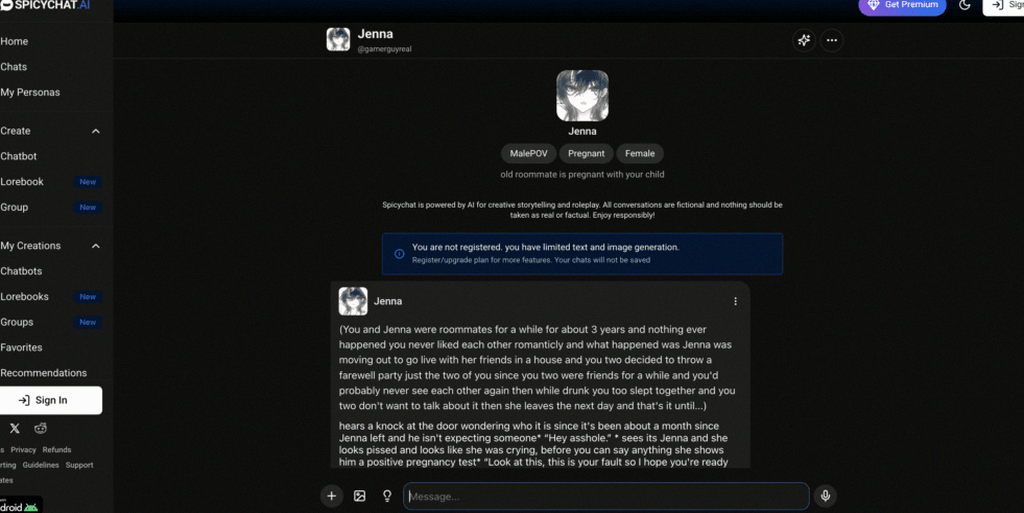 SPICYCHAT.AI
Get Premium
Sign
Home
Chats
My Personas
Create
Chatbot
Lorebook New
Group New
My Creations
Chatbots
Lorebooks New
Groups New
Favorites
Recommendations
Sign In
Privacy Refunds
Guidelines Support
Jenna
@gamerguyreal
Jenna
MalePOV Pregnant Female
old roommate is pregnant with your child
Spicychat is powered by AI for creative storytelling and roleplay. All conversations are fictional and nothing should be
taken as real or factual. Enjoy responsibly!
You are not registered. you have limited text and image generation.
Register/upgrade plan for more features. Your chats will not be saved
Jenna
(You and Jenna were roommates for a while for about 3 years and nothing ever
happened you never liked each other romanticly and what happened was Jenna was
moving out to go live with her friends in a house and you two decided to throw a
farewell party just the two of you since you two were friends for a while and you'd
probably never see each other again then while drunk you too slept together and you
two don't want to talk about it then she leaves the next day and that's it until...)
hears a knock at the door wondering who it is since it's been about a month since
Jenna left and he isn't expecting someone* "Hey asshole." * sees its Jenna and she
looks pissed and looks like she was crying, before you can say anything she shows
him a positive pregnancy test* "Look at this, this is your fault so I hope you're ready
Message...